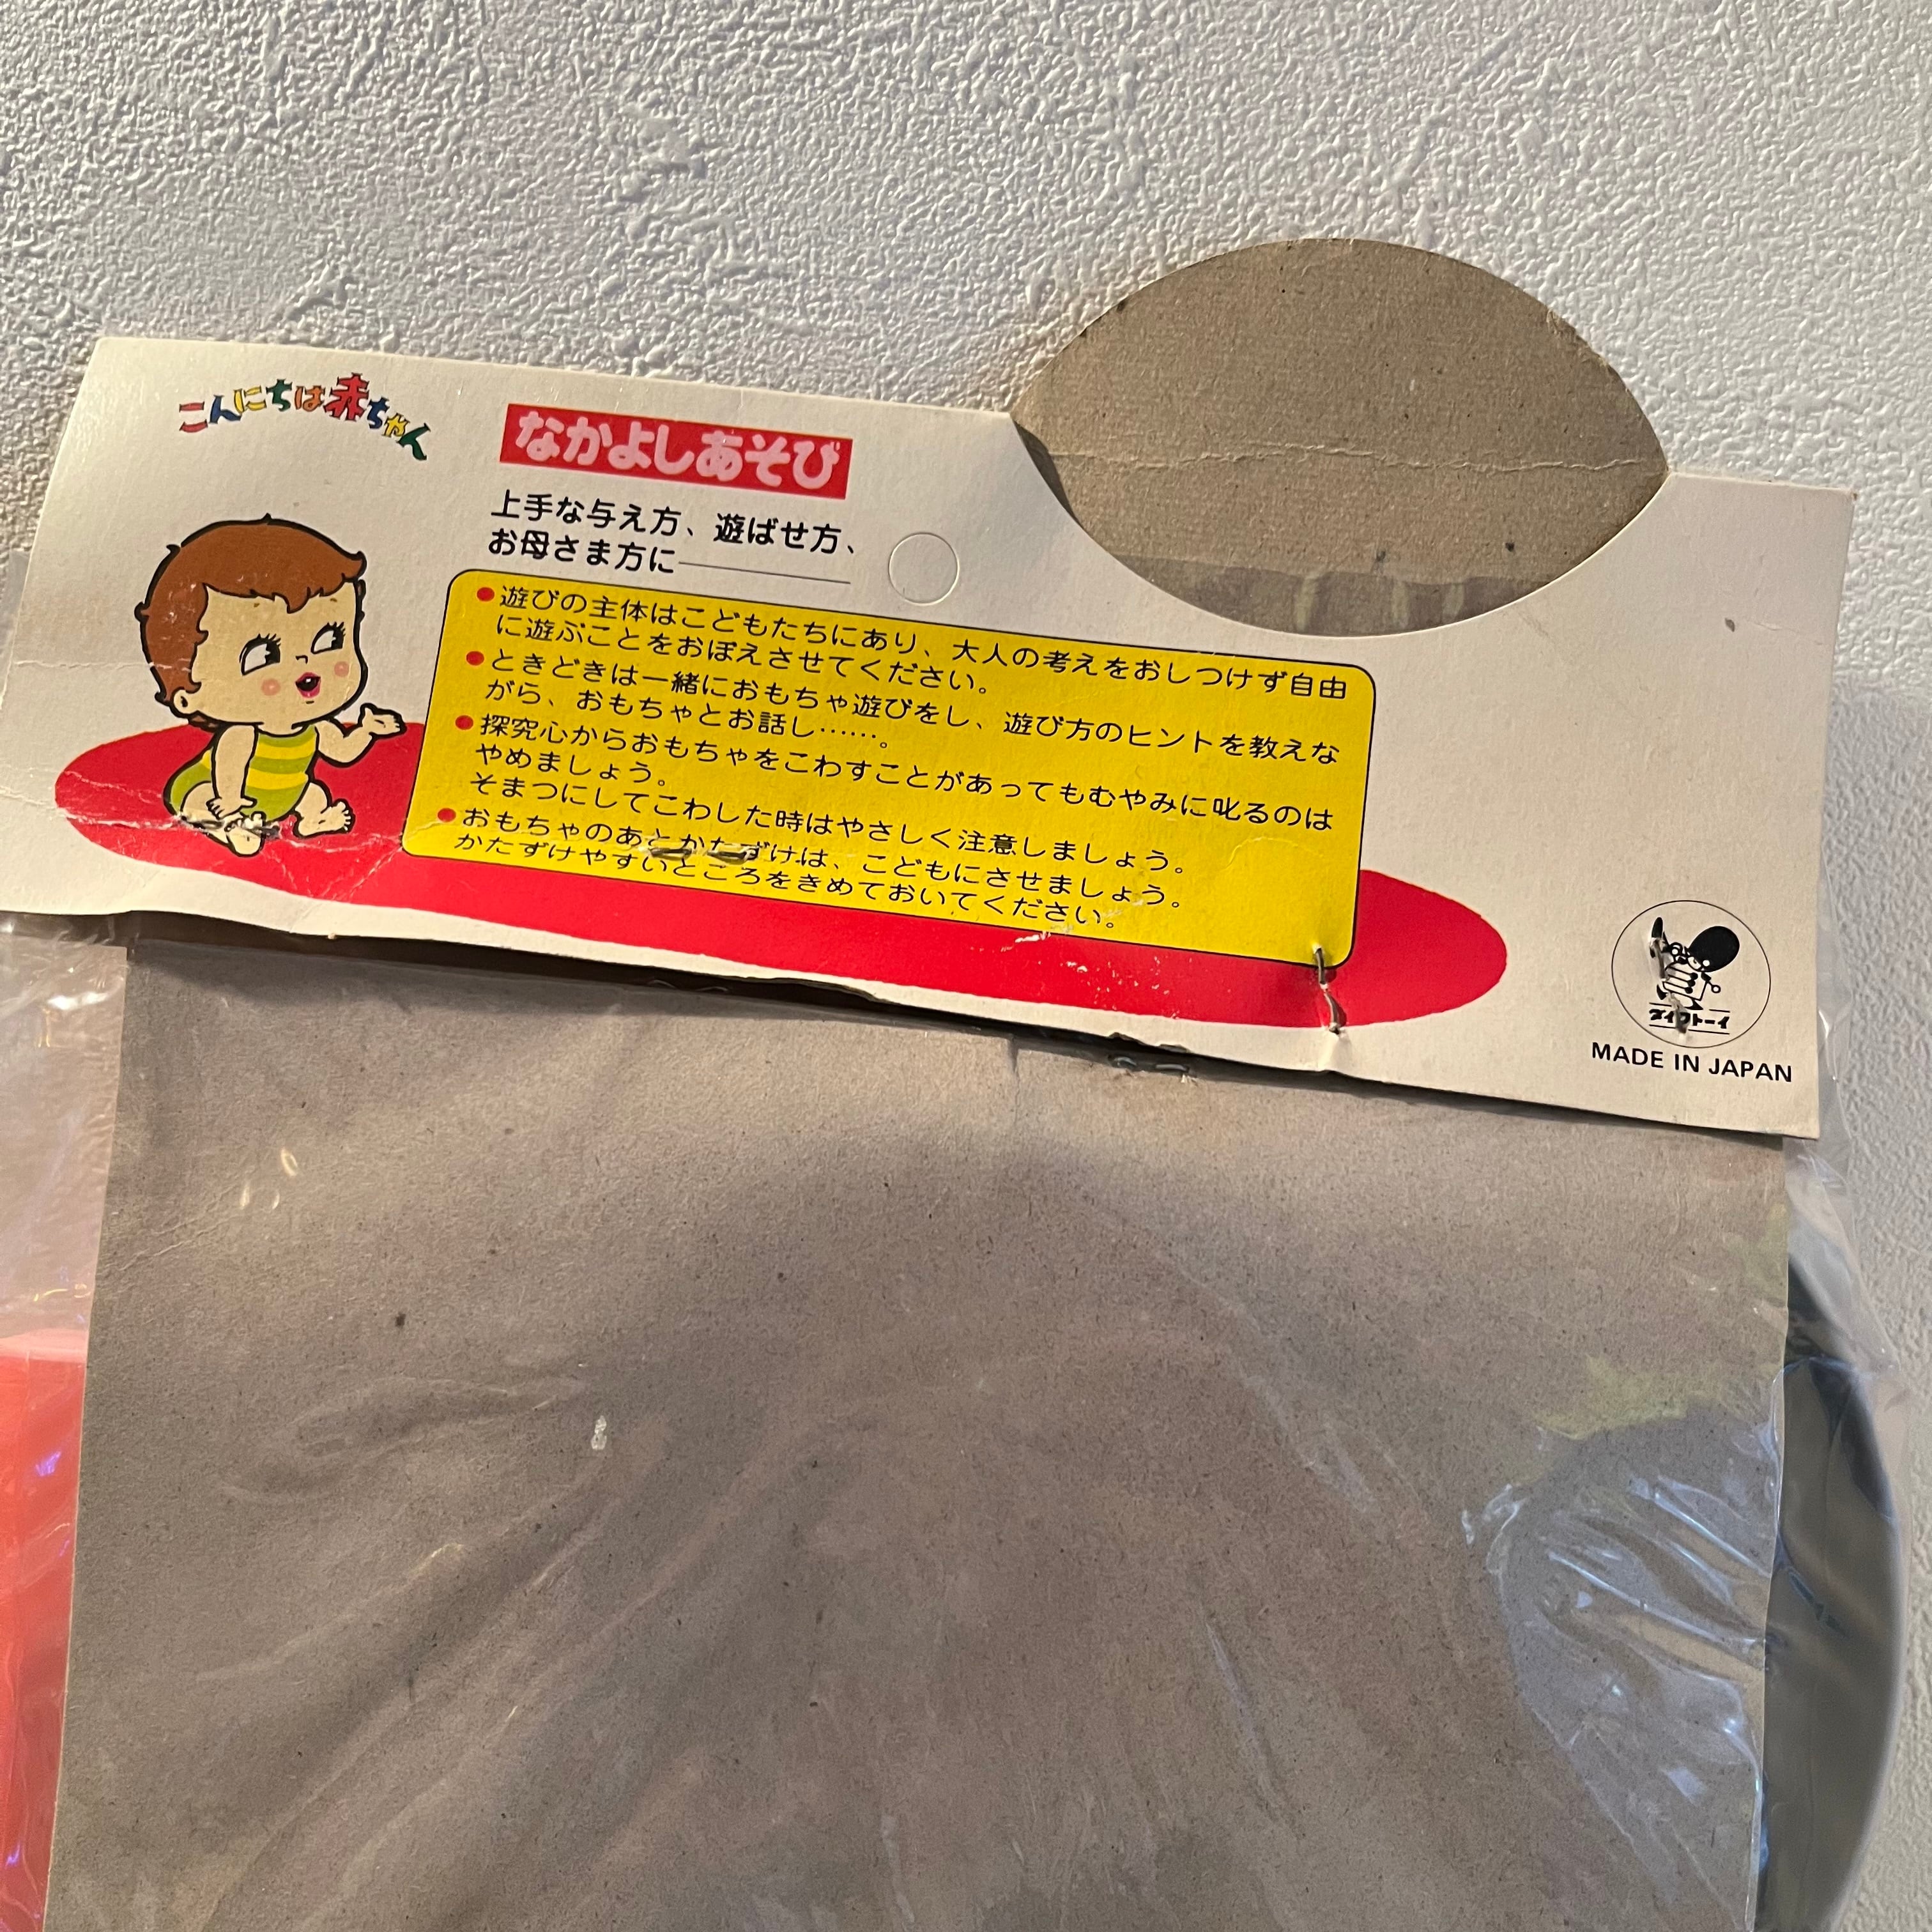 こんにちは赤ちゃん
なかよしあそび
上手な与え方、遊ばせ方、
お母さま方に
●遊びの主体はこどもたちにあり、大人の考えをおしつけず自由
に遊ぶことをおぼえさせてください。
●ときどきは一緒におもちゃ遊びをし、遊び方のヒントを教えな
がら、おもちゃとお話し……。
●探究心からおもちゃをこわすことがあってもむやみに叱るのは
やめましょう。
そまつにしてこわした時はやさしく注意しましょう。
●おもちゃのあとかたずけは、こどもにさせましょう。
かたずけやすいところをきめておいてください。
ダイワトーイ
MADE IN JAPAN